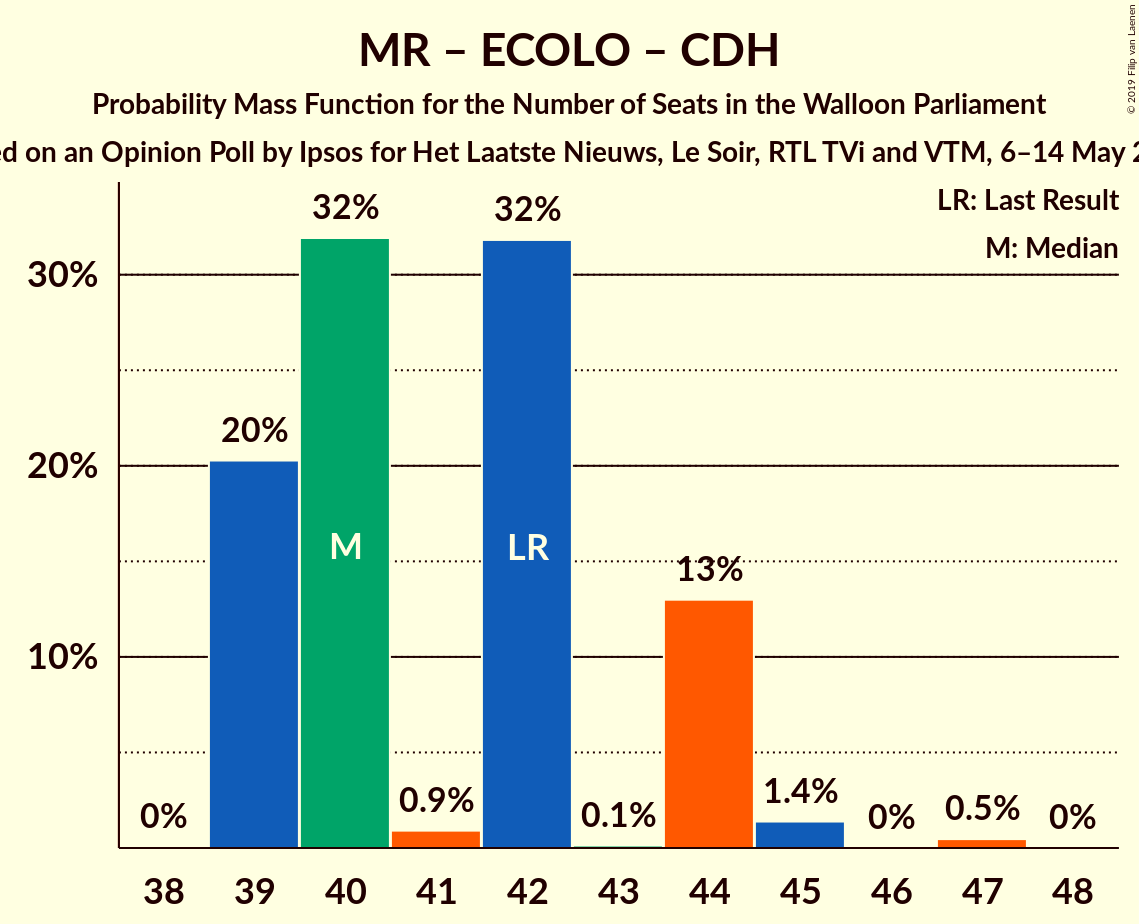 MR – ECOLO – CDH
Probability Mass Function for the Number of Seats in the Walloon Parliament
on an Opinion Poll by Ipsos for Het Laatste Nieuws, Le Soir, RTL TVi and VTM, 6–14 May
© 2019 Filip van Laenen
LR: Last Result
M: Median
30%
20%
10%
0%
20%
32%
0.9%
32%
0.1%
13%
1.4%
0%
0.5%
0%
M
LR
38 39 40 41 42 43 44 45 46 47 48